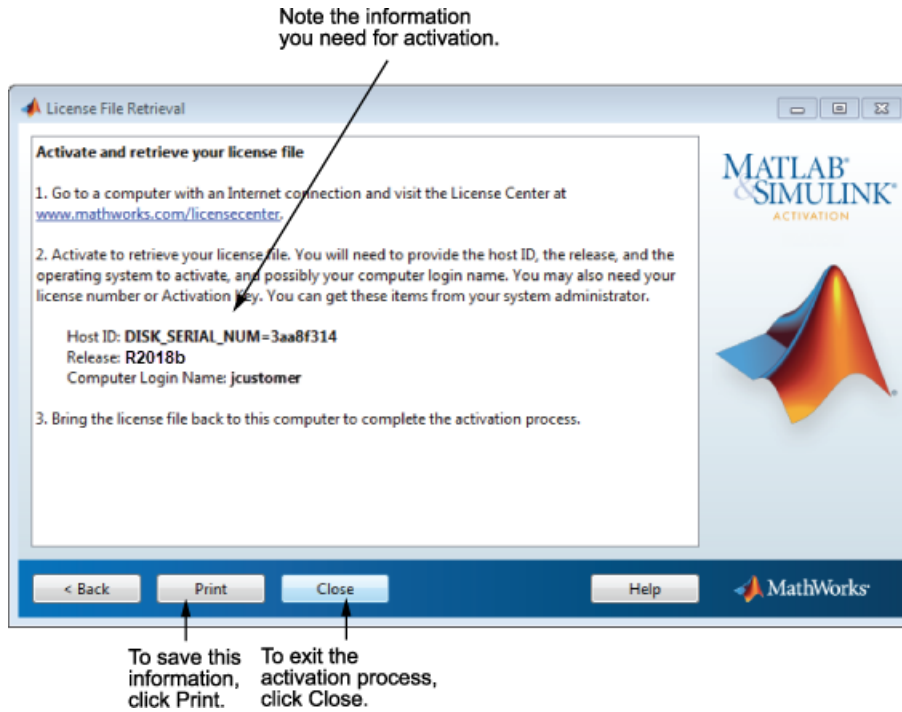 Note the information
you need for activation.
License File Retrieval
Activate and retrieve your license file
1. Go to a computer with an Internet connection and visit the License Center at
www.mathworks.com/licensecenter.
2. Activate to retrieve your license file. You will need to provide the host ID, the release, and the
operating system to activate, and possibly your computer login name. You may also need your
license number or Activation Key. You can get these items from your system administrator.
Host ID: DISK_SERIAL_NUM=3aa8f314
Release: R2018b
Computer Login Name: jcustomer
3. Bring the license file back to this computer to complete the activation process.
MATLAB®
&SIMULINK®
ACTIVATION
< Back
Print
Close
Help
MathWorks®
To save this
information,
click Print.
To exit the
activation process,
click Close.